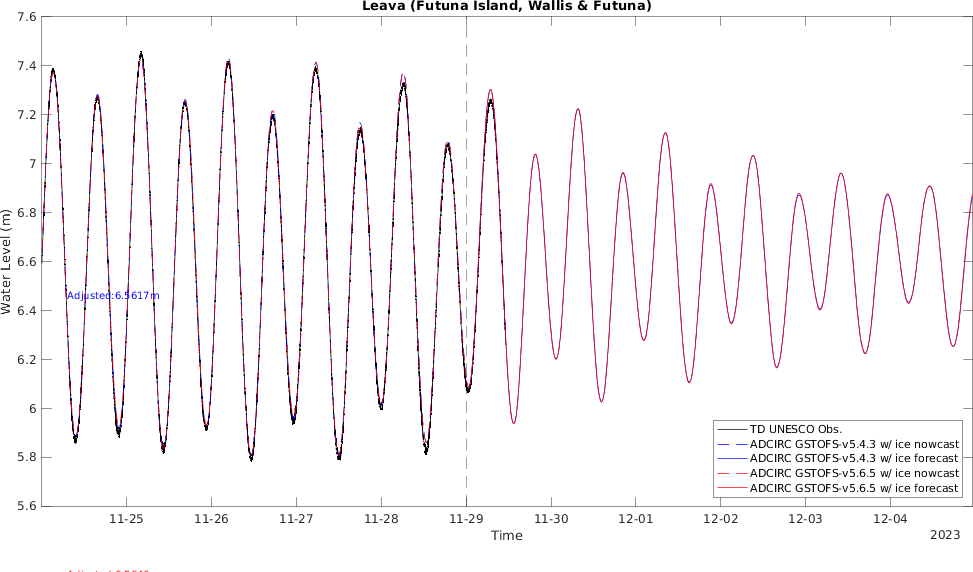 Leava (Futuna Island, Wallis & Futuna)
7.6
7.4
7.2
7
6.8
6.6
6.4
6.2
6
5.8
5.6
Water Level (m)
Adjusted:6.5617m
TD UNESCO Obs.
ADCIRC GSTOFS-v5.4.3 w/ ice nowcast
ADCIRC GSTOFS-v5.4.3 w/ ice forecast
ADCIRC GSTOFS-v5.6.5 w/ ice nowcast
ADCIRC GSTOFS-v5.6.5 w/ ice forecast
11-25 11-26 11-27 11-28 11-29 11-30 12-01 12-02 12-03 12-04
Time
2023